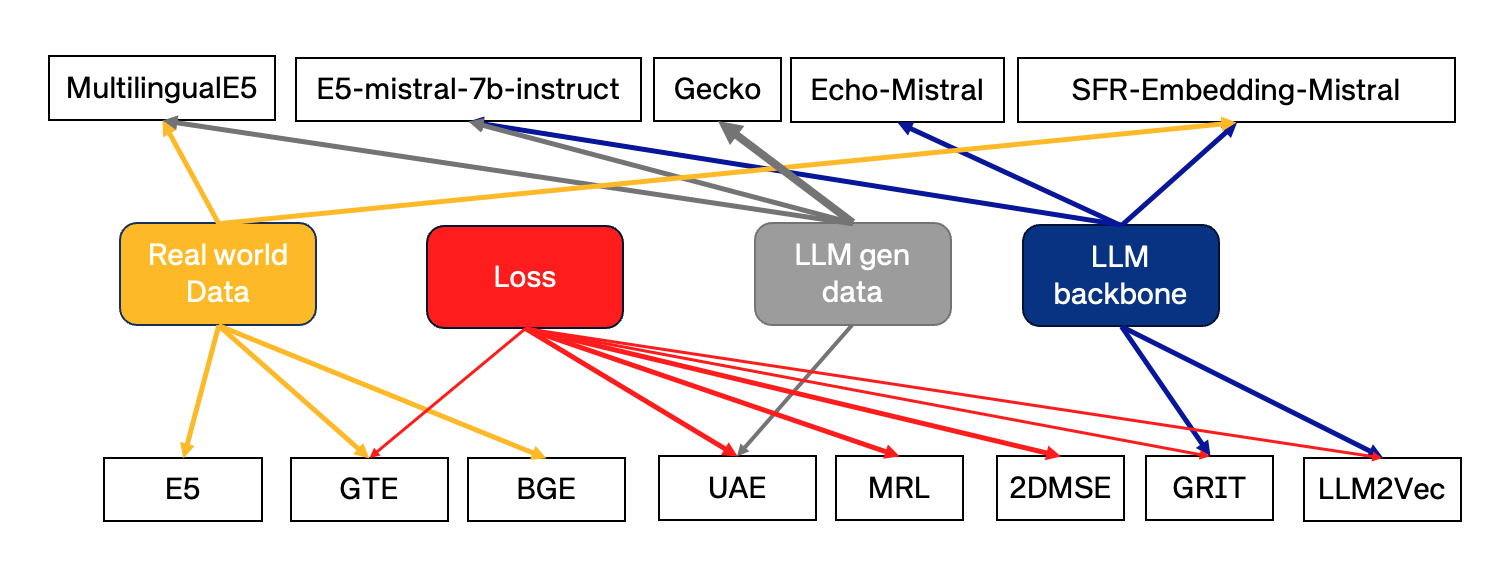 MultilingualE5
E5-mistral-7b-instruct
Gecko
Echo-Mistral
SFR-Embedding-Mistral
Real world
Data
Loss
LLM gen
data
LLM
backbone
E5
GTE
BGE
UAE
MRL
2DMSE
GRIT
LLM2Vec